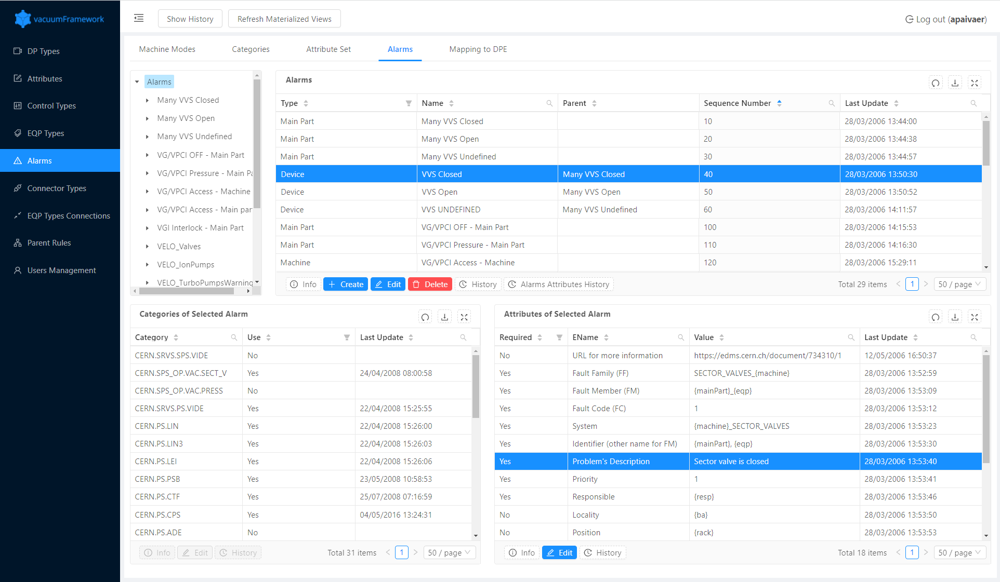 vacuumFramework
DP Types
Attributes
Control Types
EQP Types
Alarms
Connector Types
EQP Types Connections
Parent Rules
Users Management
Show History
Refresh Materialized Views
Log out (apaivaer)
Machine Modes
Categories
Attribute Set
Alarms
Mapping to DPE
Alarms
Many VVS Closed
Many VVS Open
Many VVS Undefined
VG/VPCI OFF - Main Part
VG/VPCI Pressure - Main Pa
VG/VPCI Access - Machine
VG/VPCI Access - Main par
VGI Interlock - Main Part
VELO_Valves
VELO_IonPumps
VELO_TurboPumpsWarning
Alarms
Type Name Parent Sequence Number Last Update
Main Part Many VVS Closed 10 28/03/2006 13:44:00
Main Part Many VVS Open 20 28/03/2006 13:44:38
Main Part Many VVS Undefined 30 28/03/2006 13:44:57
Device VVS Closed Many VVS Closed 40 28/03/2006 13:50:30
Device VVS Open Many VVS Open 50 28/03/2006 13:50:52
Device VVS UNDEFINED Many VVS Undefined 60 28/03/2006 14:11:57
Main Part VG/VPCI OFF - Main Part 100 28/03/2006 14:15:53
Main Part VG/VPCI Pressure - Main Part 110 28/03/2006 14:16:30
Machine VG/VPCI Access - Machine 120 28/03/2006 15:29:11
Info Create Edit Delete History Alarms Attributes History Total 29 items 1 50 / page
Categories of Selected Alarm
Category Use Last Update
CERN.SRVS.SPS.VIDE No
CERN.SPS_OP.VAC.SECT_V Yes 24/04/2008 08:00:58
CERN.SPS_OP.VAC.PRESS No
CERN.SRVS.PS.VIDE Yes 22/04/2008 15:25:55
CERN.PS.LIN Yes 22/04/2008 15:26:00
CERN.PS.LIN3 Yes 22/04/2008 15:26:03
CERN.PS.LEI Yes 22/04/2008 15:26:06
CERN.PS.PSB Yes 23/05/2008 10:58:53
CERN.PS.CTF Yes 25/07/2008 07:16:59
CERN.PS.CPS Yes 04/05/2016 13:24:31
CERN.PS.ADE No
Info Edit History Total 31 items 1 50 / page
Attributes of Selected Alarm
Required EName Value Last Update
No URL for more information https://edms.cern.ch/document/734310/1 12/05/2006 16:50:37
Yes Fault Family (FF) SECTOR_VALVES_{machine} 28/03/2006 13:52:59
Yes Fault Member (FM) {mainPart}_{eqp} 28/03/2006 13:53:09
Yes Fault Code (FC) 1 28/03/2006 13:53:12
Yes System {machine}_SECTOR_VALVES 28/03/2006 13:53:23
Yes Identifier (other name for FM) {mainPart}, {eqp} 28/03/2006 13:53:30
Yes Problem's Description Sector valve is closed 28/03/2006 13:53:40
Yes Priority 1 28/03/2006 13:53:41
Yes Responsible {resp} 28/03/2006 13:53:46
No Locality {ba} 28/03/2006 13:53:50
No Position {rack} 28/03/2006 13:53:53
Info Edit History Total 18 items 1 50 / page